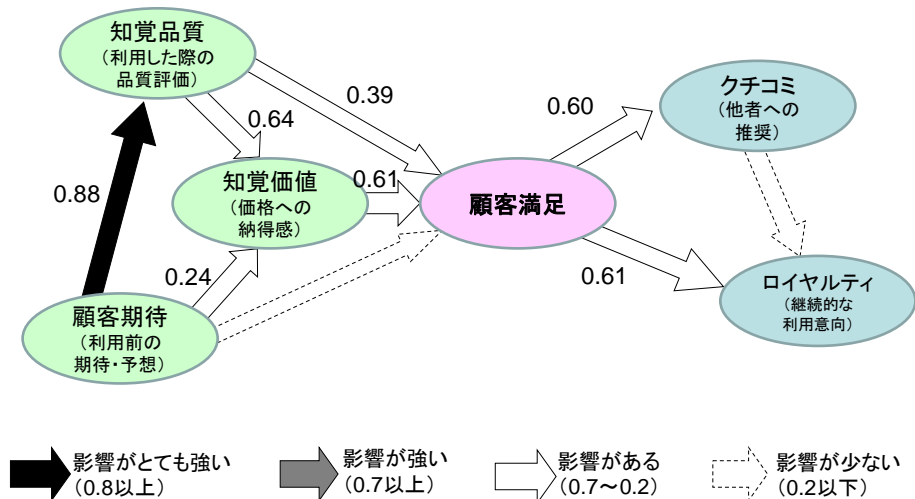 知覚品質
(利用した際の
品質評価)
0.39
0.60
クチコミ
(他者への
推奨)
0.64
0.88
知覚価値
(価格への
納得感)
0.61
顧客満足
0.24
0.61
ロイヤルティ
(継続的な
利用意向)
顧客期待
(利用前の
期待・予想)
影響がとても強い
(0.8以上)
影響が強い
(0.7以上)
影響がある
(0.7~0.2)
影響が少ない
(0.2以下)